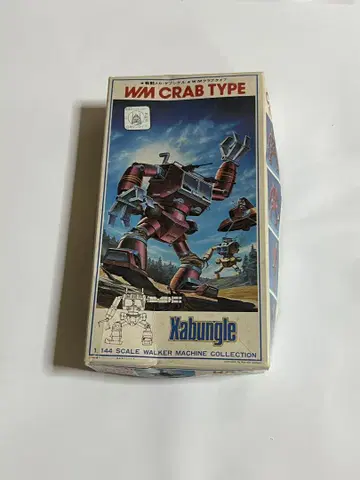 WM CRAB TYPE
Xabungle
1/144 SCALE WALKER MACHINE COLLECTION